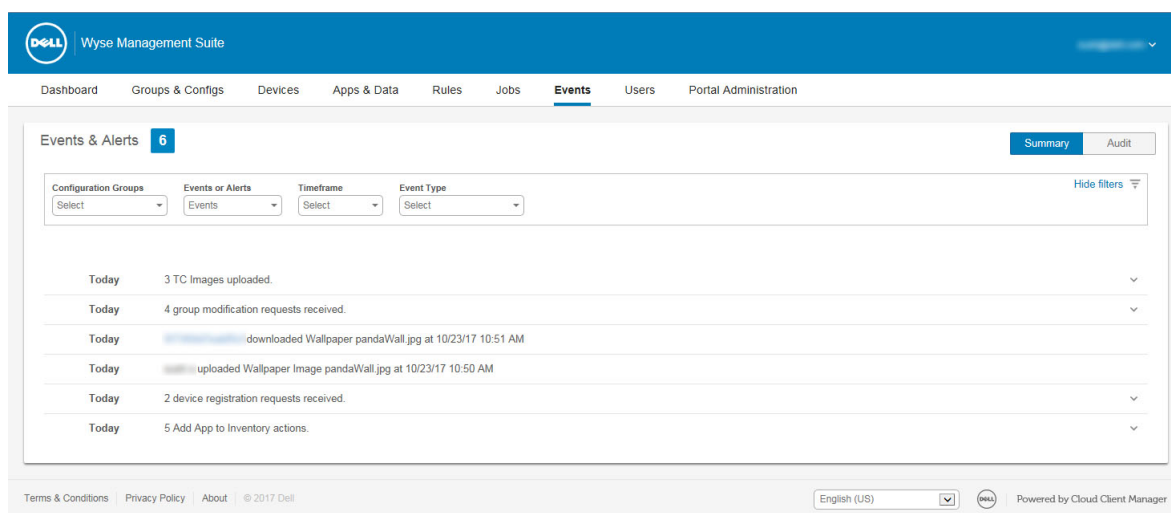 DELL Wyse Management Suite
Dashboard Groups & Configs Devices Apps & Data Rules Jobs Events Users Portal Administration
Events & Alerts 6 Summary Audit
Configuration Groups Events or Alerts Timeframe Event Type Hide filters
Select Events Select Select
Today 3 TC Images uploaded.
Today 4 group modification requests received.
Today downloaded Wallpaper pandaWall.jpg at 10/23/17 10:51 AM
Today uploaded Wallpaper Image pandaWall.jpg at 10/23/17 10:50 AM
Today 2 device registration requests received.
Today 5 Add App to Inventory actions.
Terms & Conditions Privacy Policy About © 2017 Dell English (US) DELL Powered by Cloud Client Manager